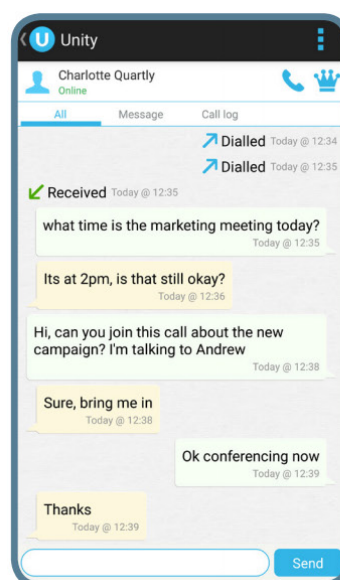 U Unity
Charlotte Quartly
Online
All Message Call log
Dialled Today @ 12:34
Dialled Today @ 12:35
Received Today @ 12:35
what time is the marketing meeting today?
Today @ 12:35
Its at 2pm, is that still okay?
Today @ 12:36
Hi, can you join this call about the new
campaign? I'm talking to Andrew
Today @ 12:38
Sure, bring me in
Today @ 12:38
Ok conferencing now
Today @ 12:39
Thanks
Today @ 12:39
Send